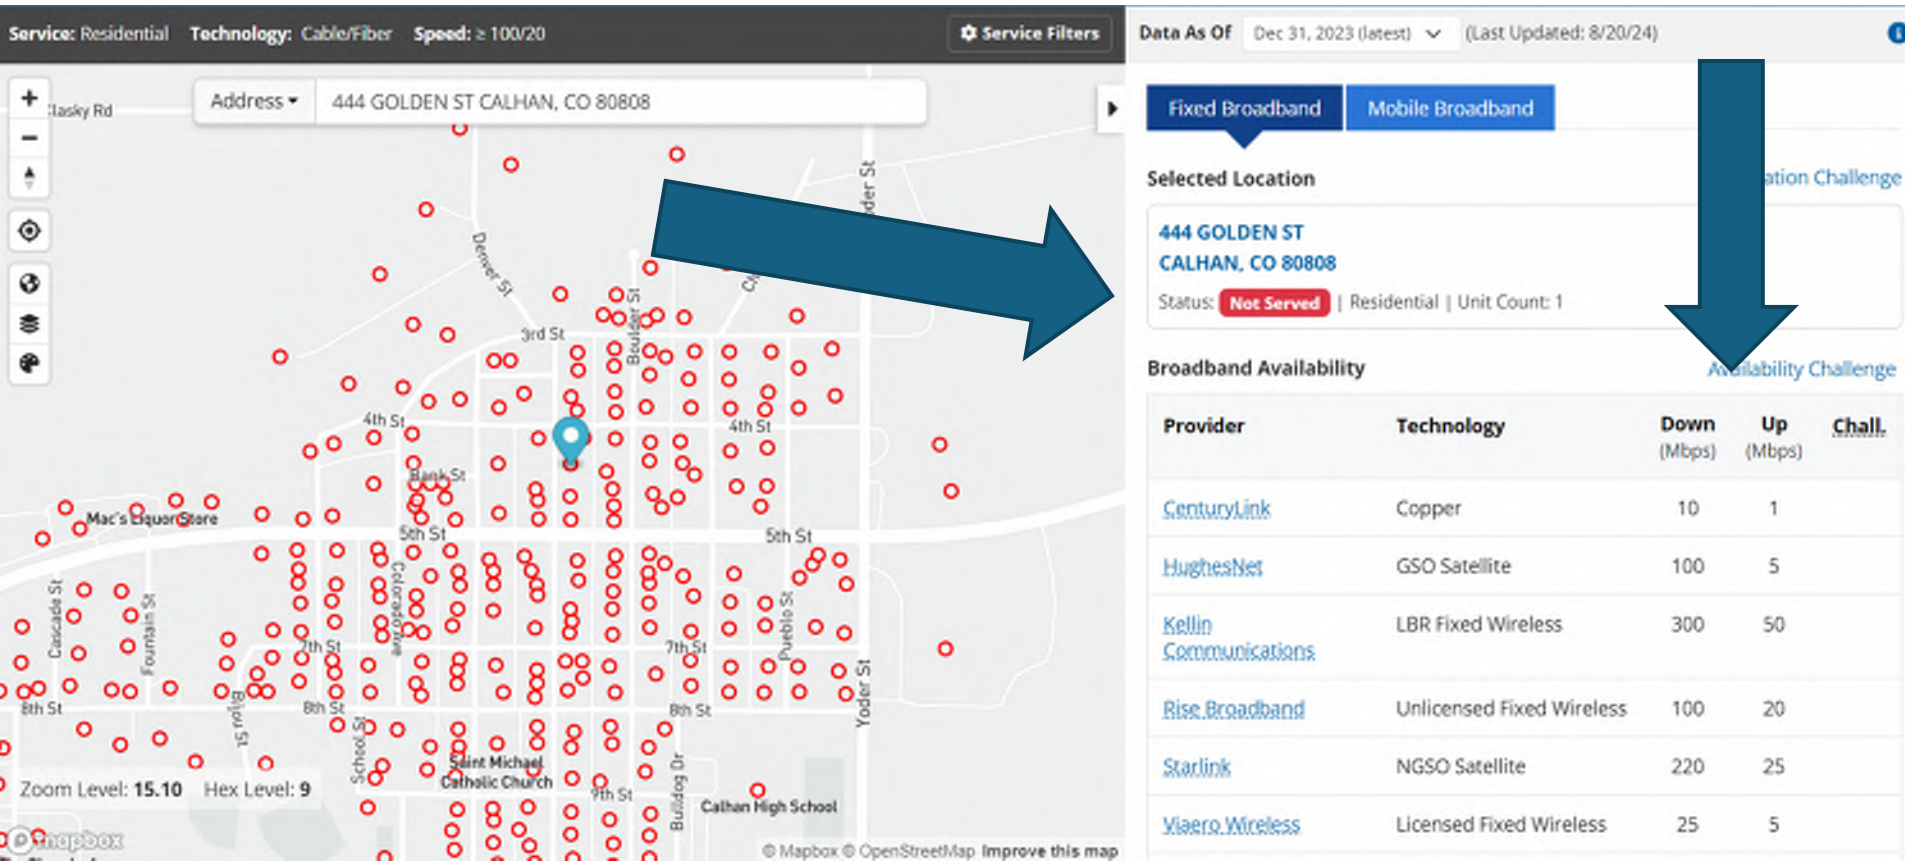 Service: Residential Technology: Cable/Fiber Speed: ≥ 100/20
Service Filters
Data As Of Dec 31, 2023 (latest) (Last Updated: 8/20/24)
Address 444 GOLDEN ST CALHAN, CO 80808
Fixed Broadband Mobile Broadband
Selected Location
Challenge
444 GOLDEN ST
CALHAN, CO 80808
Status: Not Served | Residential | Unit Count: 1
Broadband Availability
Availability Challenge
Provider Technology Down (Mbps) Up (Mbps) Chall.
CenturyLink Copper 10 1
HughesNet GSO Satellite 100 5
Kellin Communications LBR Fixed Wireless 300 50
Rise Broadband Unlicensed Fixed Wireless 100 20
Starlink NGSO Satellite 220 25
Viaero Wireless Licensed Fixed Wireless 25 5
Denver St
Boulder St
3rd St
4th St
4th St
Bank St
Mac's Liquor Store
5th St
5th St
Cascade St
Fountain St
Colorado Ave
Pueblo St
7th St
7th St
Yoder St
8th St
8th St
8th St
School St
Saint Michael
Catholic Church
9th St
Bulldog Dr
Calhan High School
Zoom Level: 15.10 Hex Level: 9
mapbox
© Mapbox © OpenStreetMap Improve this map